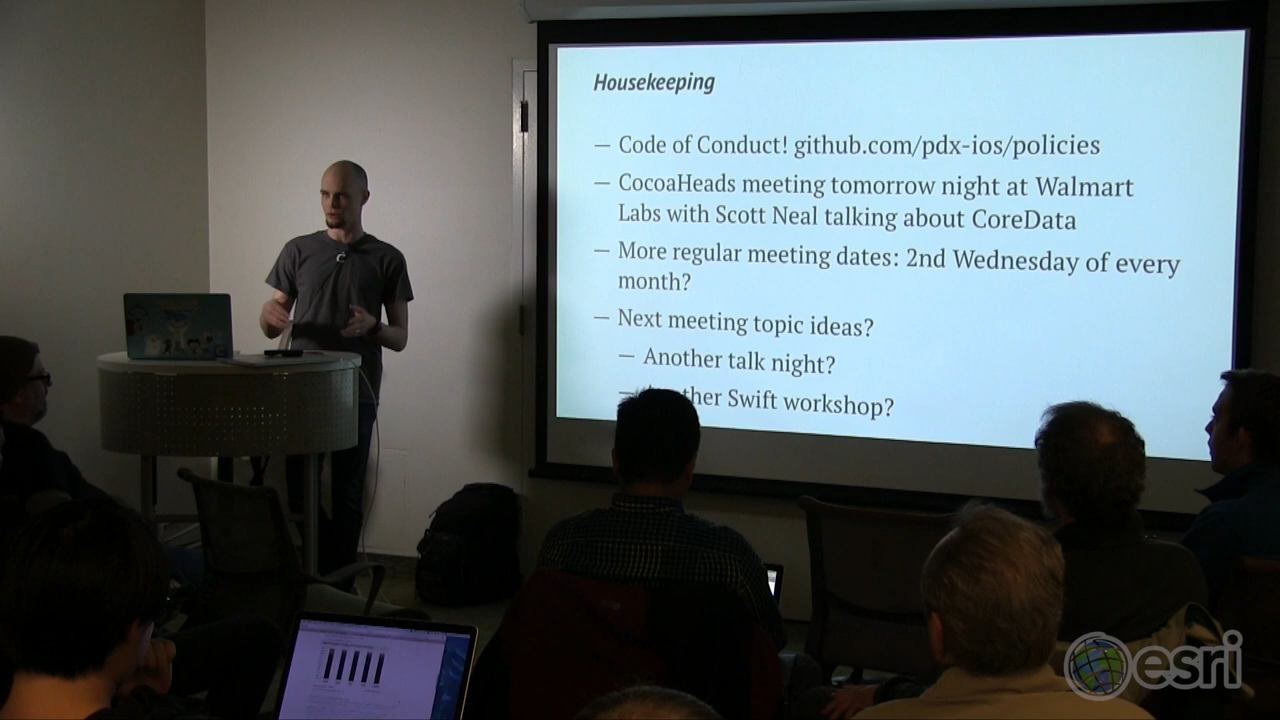 Housekeeping
— Code of Conduct! github.com/pdx-ios/policies
— CocoaHeads meeting tomorrow night at Walmart
Labs with Scott Neal talking about CoreData
— More regular meeting dates: 2nd Wednesday of every
month?
— Next meeting topic ideas?
— Another talk night?
— Another Swift workshop?
esri